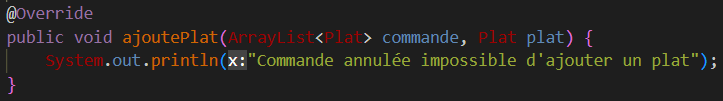 @Override
public void ajoutePlat(ArrayList<Plat> commande, Plat plat) {
    System.out.println(x:"Commande annulée impossible d'ajouter un plat");
}